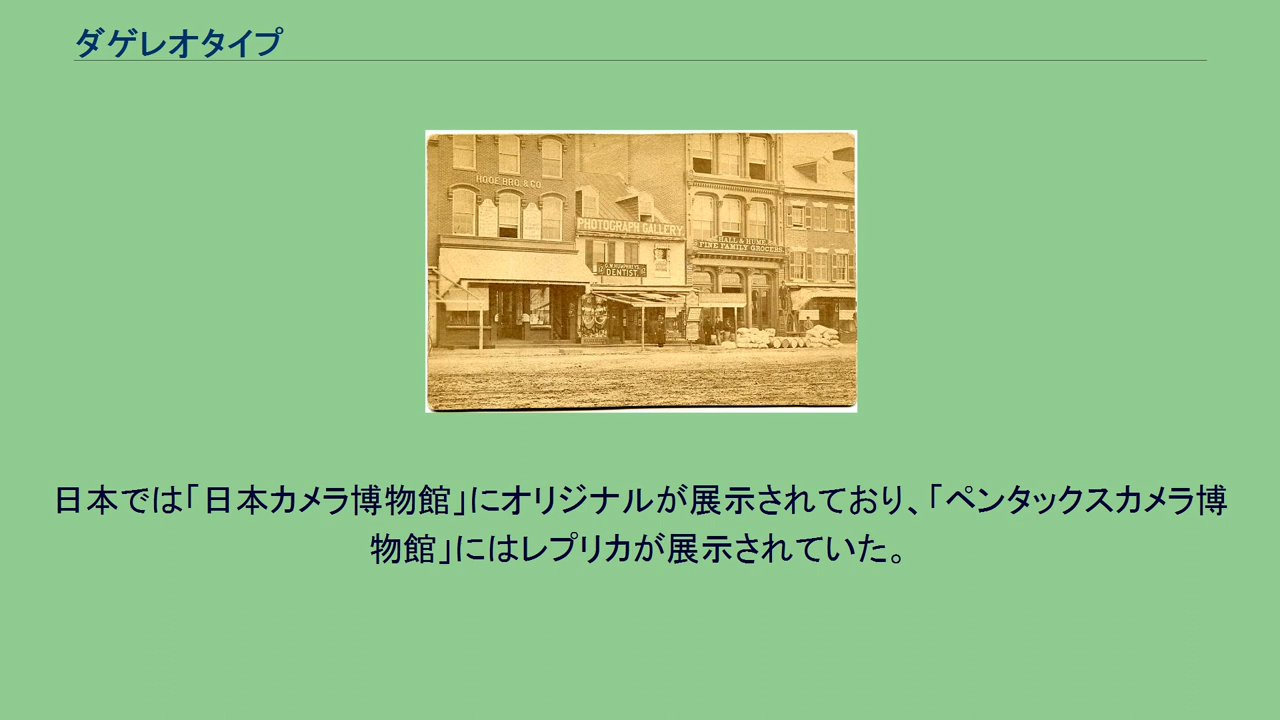 ダゲレオタイプ
HOOE BRO. & CO.
PHOTOGRAPH GALLERY
DENTIST
HALL & HUME
FINE FAMILY GROCERS
日本では「日本カメラ博物館」にオリジナルが展示されており、「ペンタックスカメラ博
物館」にはレプリカが展示されていた。